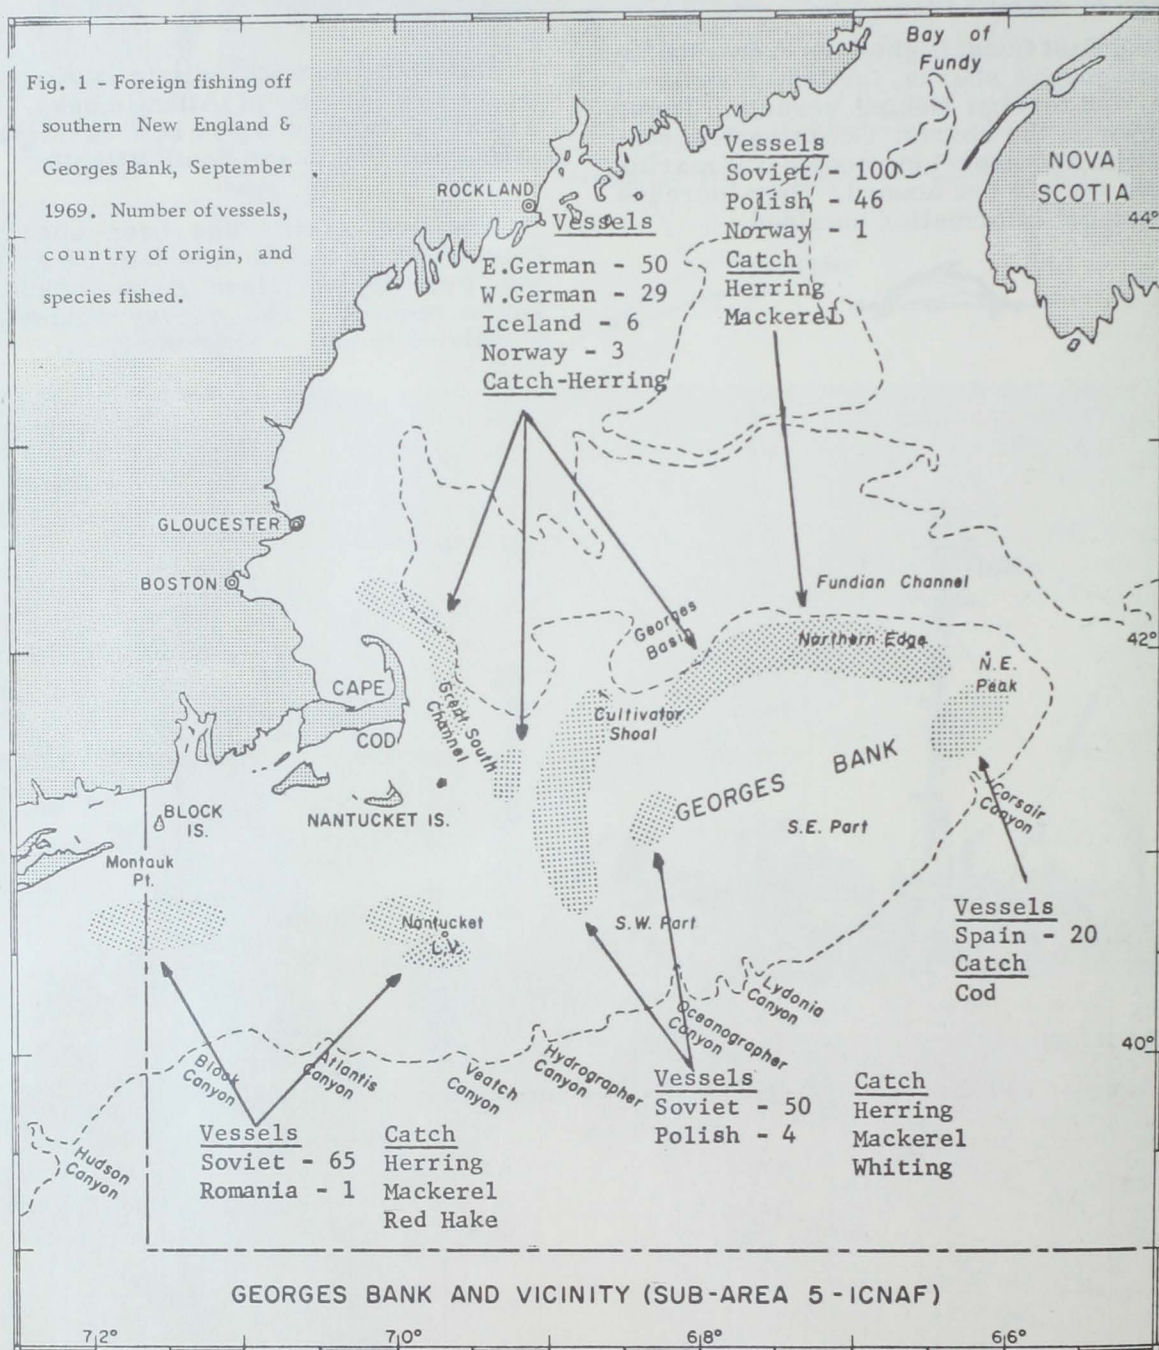 Fig. 1 - Foreign fishing off
southern New England &
Georges Bank, September
1969. Number of vessels,
country of origin, and
species fished.
Bay of
Fundy
NOVA
SCOTIA
44°
ROCKLAND
Vessels
Soviet - 100
Polish - 46
Norway - 1
Catch
Herring
Mackerel
Vessels
E.German - 50
W.German - 29
Iceland - 6
Norway - 3
Catch-Herring
GLOUCESTER
BOSTON
Fundian Channel
42°
Georges
Basin
Northern Edge
N.E.
Peak
CAPE
COD
Great South
Channel
Cultivator
Shoal
GEORGES BANK
S.E. Part
Corsair
Canyon
BLOCK
IS.
NANTUCKET IS.
Montauk
Pt.
Nantucket
L.V.
S.W. Part
Vessels
Spain - 20
Catch
Cod
Lydonia
Canyon
Oceanographer
Canyon
Hydrographer
Canyon
Veatch
Canyon
Atlantis
Canyon
Block
Canyon
Hudson
Canyon
40°
Vessels
Soviet - 65
Romania - 1
Catch
Herring
Mackerel
Red Hake
Vessels
Soviet - 50
Polish - 4
Catch
Herring
Mackerel
Whiting
GEORGES BANK AND VICINITY (SUB-AREA 5-ICNAF)
72° 70° 68° 66°